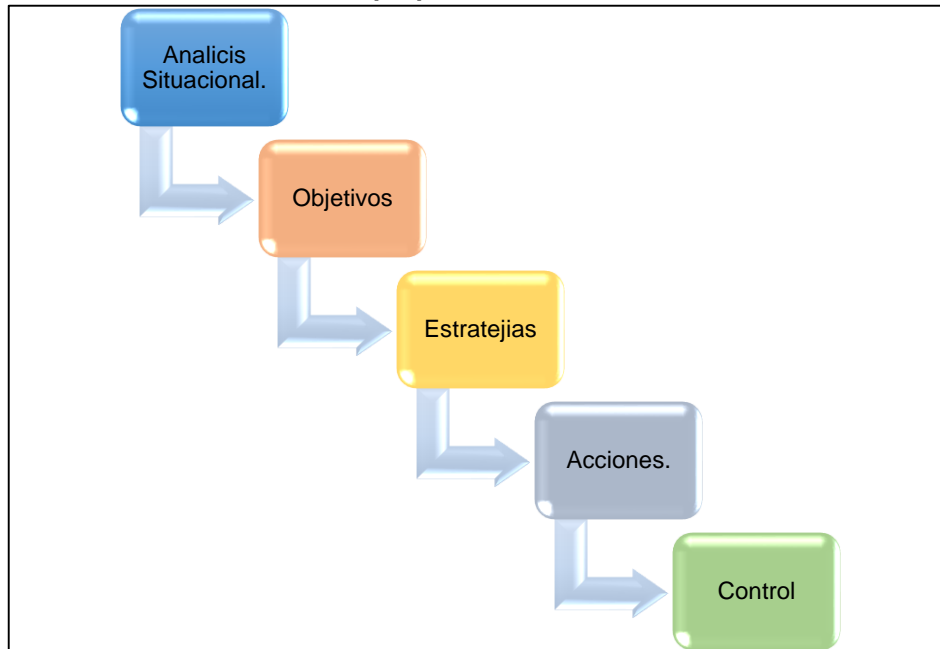 Analicis
Situacional.
Objetivos
Estratejias
Acciones.
Control